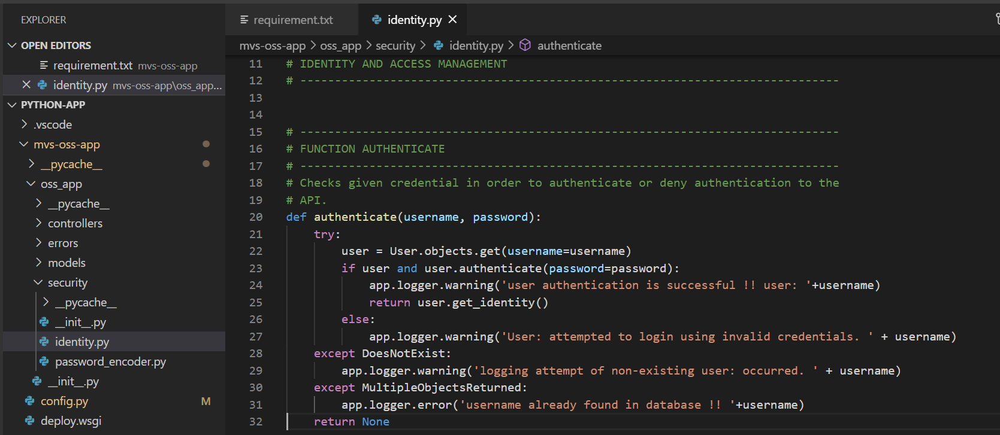 EXPLORER
OPEN EDITORS
requirement.txt mvs-oss-app
identity.py mvs-oss-app\oss_app...
PYTHON-APP
.vscode
mvs-oss-app
__pycache__
oss_app
__pycache__
controllers
errors
models
security
__pycache__
__init__.py
identity.py
password_encoder.py
__init__.py
config.py M
deploy.wsgi
requirement.txt identity.py
mvs-oss-app > oss_app > security > identity.py > authenticate
11 # IDENTITY AND ACCESS MANAGEMENT
12 # ------------------------------------------------------------------------------
13
14
15 # ------------------------------------------------------------------------------
16 # FUNCTION AUTHENTICATE
17 # ------------------------------------------------------------------------------
18 # Checks given credential in order to authenticate or deny authentication to the
19 # API.
20 def authenticate(username, password):
21     try:
22         user = User.objects.get(username=username)
23         if user and user.authenticate(password=password):
24             app.logger.warning('user authentication is successful !! user: '+username)
25             return user.get_identity()
26         else:
27             app.logger.warning('User: attempted to login using invalid credentials. ' + username)
28     except DoesNotExist:
29         app.logger.warning('logging attempt of non-existing user: occurred. ' + username)
30     except MultipleObjectsReturned:
31         app.logger.error('username already found in database !! '+username)
32     return None